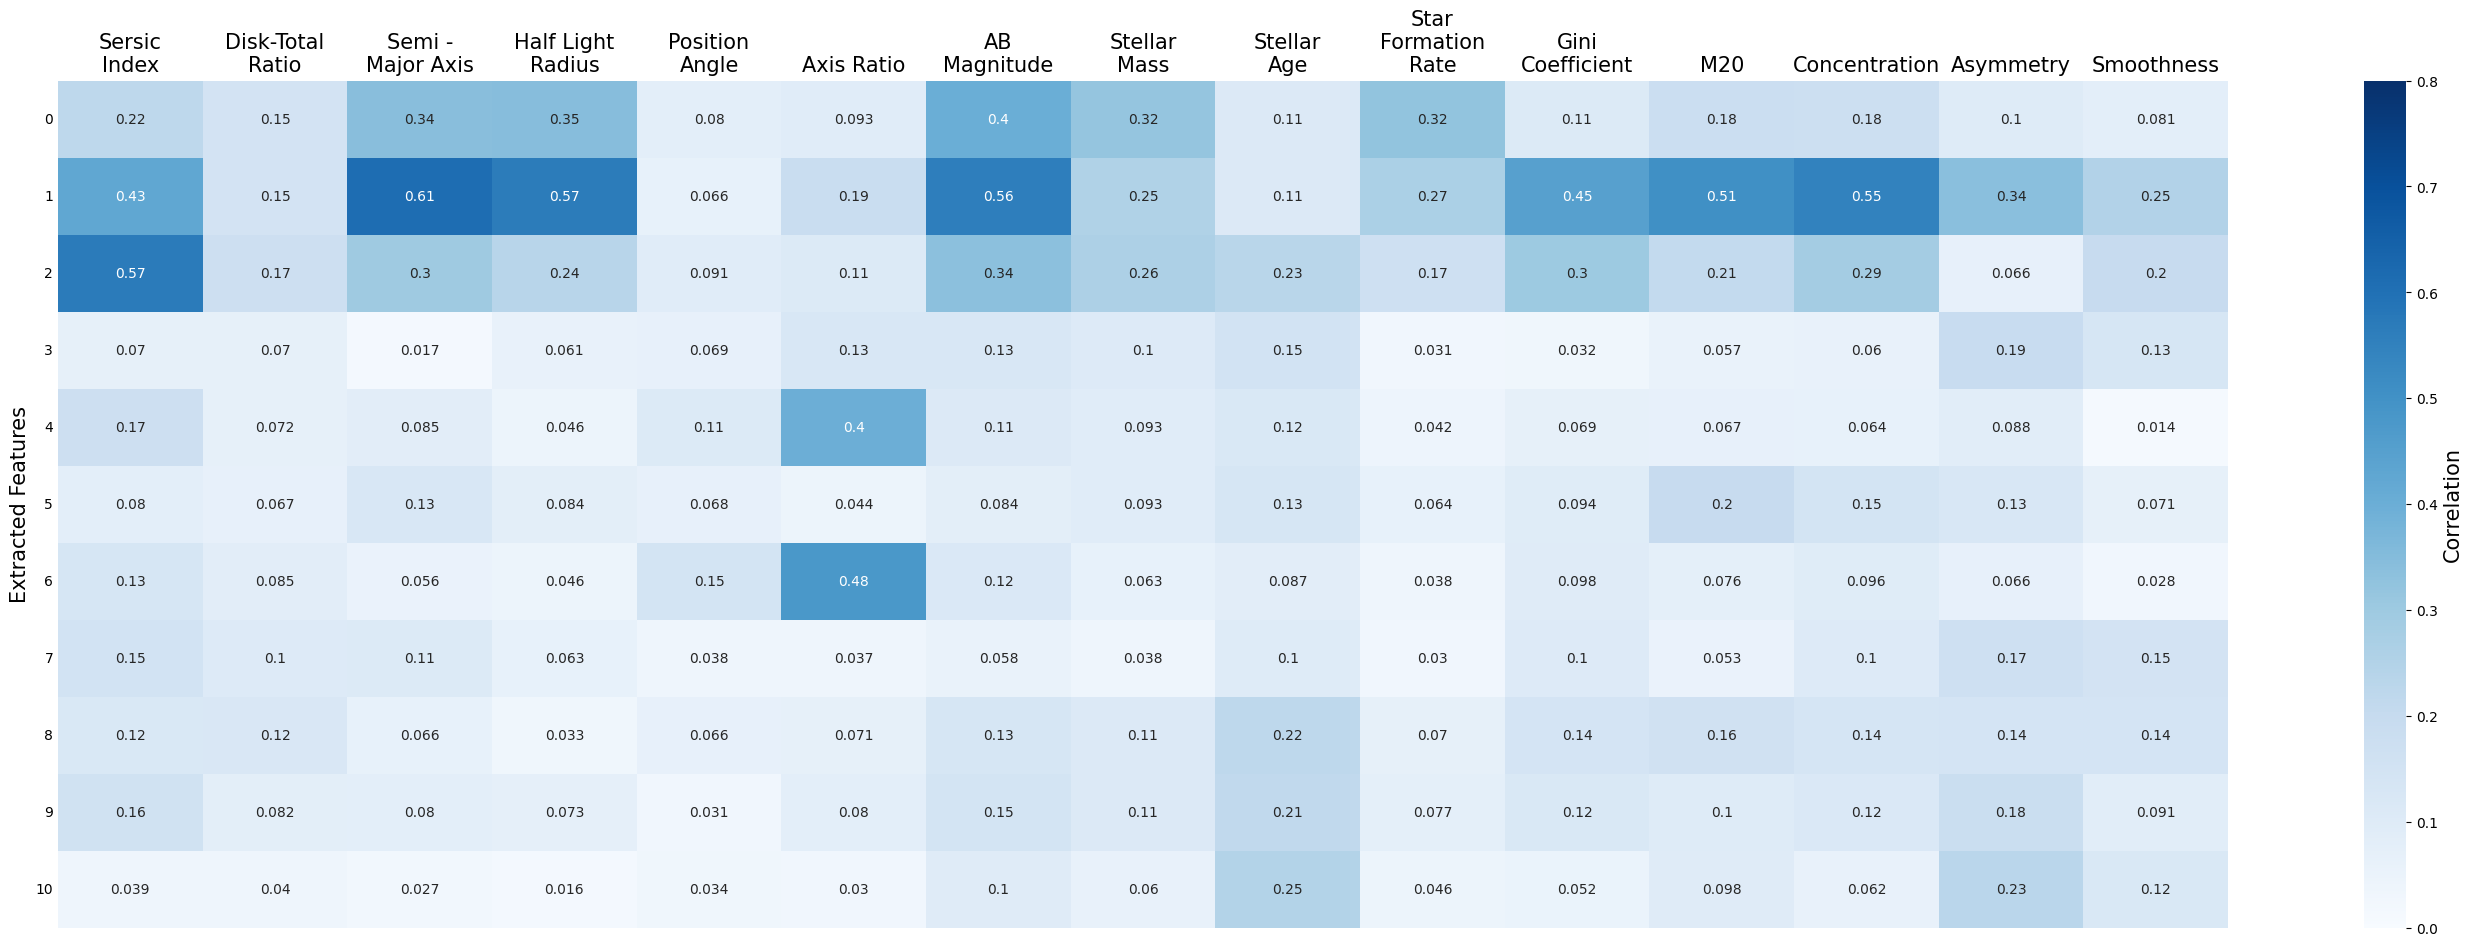 Star
Sersic Disk-Total Semi - Half Light Position AB Stellar Stellar Formation Gini
Index Ratio Major Axis Radius Angle Axis Ratio Magnitude Mass Age Rate Coefficient M20 Concentration Asymmetry Smoothness
0 0.22 0.15 0.34 0.35 0.08 0.093 0.4 0.32 0.11 0.32 0.11 0.18 0.18 0.1 0.081
1 0.43 0.15 0.61 0.57 0.066 0.19 0.56 0.25 0.11 0.27 0.45 0.51 0.55 0.34 0.25
2 0.57 0.17 0.3 0.24 0.091 0.11 0.34 0.26 0.23 0.17 0.3 0.21 0.29 0.066 0.2
3 0.07 0.07 0.017 0.061 0.069 0.13 0.13 0.1 0.15 0.031 0.032 0.057 0.06 0.19 0.13
4 0.17 0.072 0.085 0.046 0.11 0.4 0.11 0.093 0.12 0.042 0.069 0.067 0.064 0.088 0.014
5 0.08 0.067 0.13 0.084 0.068 0.044 0.084 0.093 0.13 0.064 0.094 0.2 0.15 0.13 0.071
6 0.13 0.085 0.056 0.046 0.15 0.48 0.12 0.063 0.087 0.038 0.098 0.076 0.096 0.066 0.028
7 0.15 0.1 0.11 0.063 0.038 0.037 0.058 0.038 0.1 0.03 0.1 0.053 0.1 0.17 0.15
8 0.12 0.12 0.066 0.033 0.066 0.071 0.13 0.11 0.22 0.07 0.14 0.16 0.14 0.14 0.14
9 0.16 0.082 0.08 0.073 0.031 0.08 0.15 0.11 0.21 0.077 0.12 0.1 0.12 0.18 0.091
10 0.039 0.04 0.027 0.016 0.034 0.03 0.1 0.06 0.25 0.046 0.052 0.098 0.062 0.23 0.12
Extracted Features
0.8
0.7
0.6
0.5
0.4
0.3
0.2
0.1
0.0
Correlation